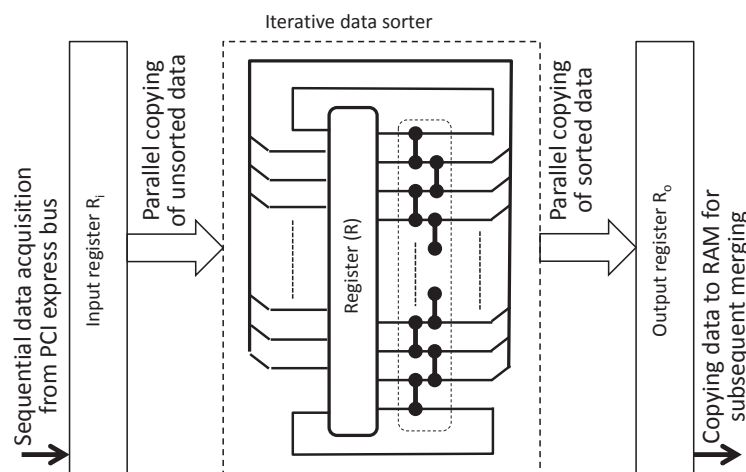 Iterative data sorter
Sequential data acquisition
from PCI express bus
Input register Ri
Parallel copying
of unsorted data
Register (R)
Parallel copying
of sorted data
Output register Ro
Copying data to RAM for
subsequent merging